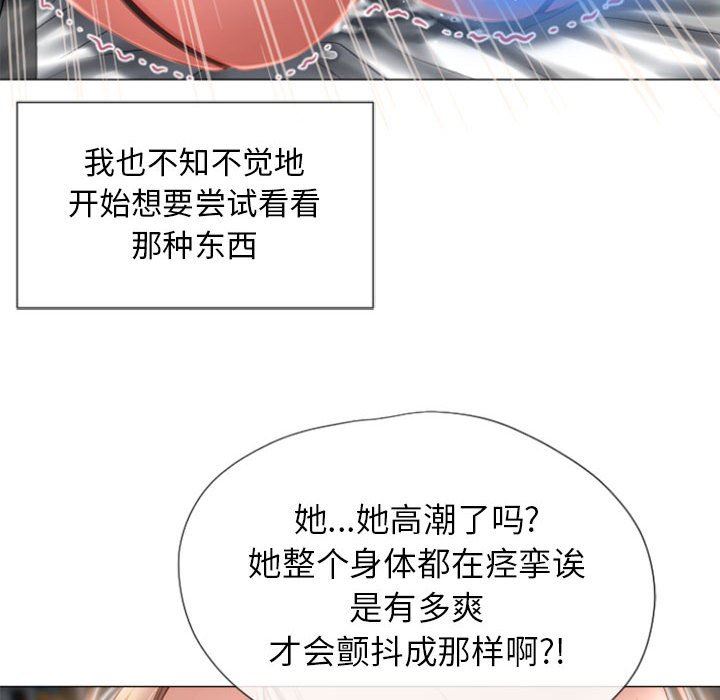 我也不知不觉地
开始想要尝试看看
那种东西
她...她高潮了吗?
她整个身体都在痉挛诶
是有多爽
才会颤抖成那样啊?!